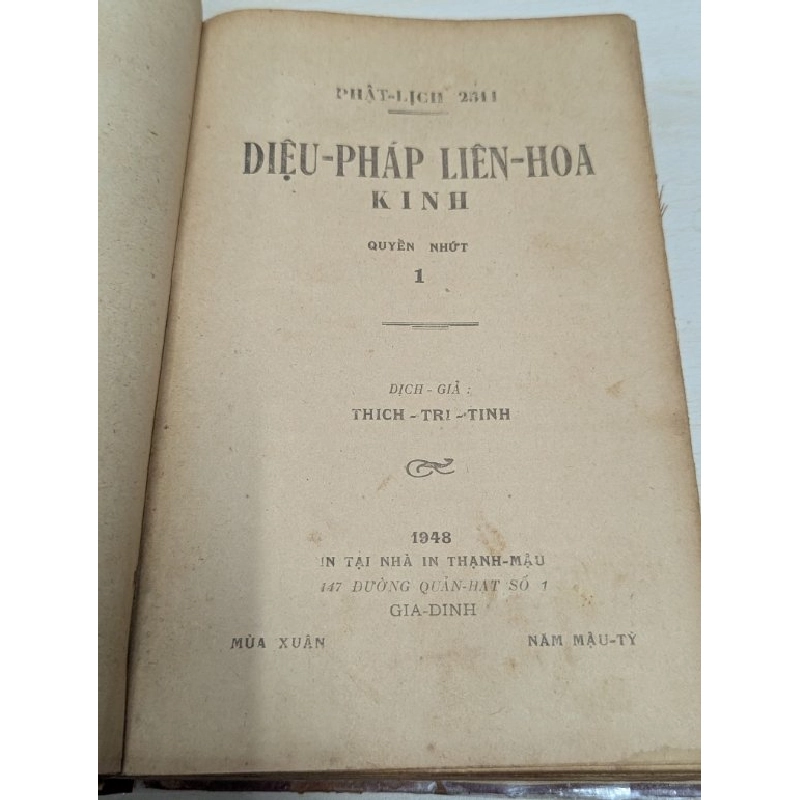 PHẬT-LỊCH 2511
DIỆU-PHÁP LIÊN-HOA
KINH
QUYỀN NHỨT
1
DỊCH - GIẢ :
THICH - TRI - TINH
1948
IN TẠI NHÀ IN THẠNH-MẬU
147 ĐƯỜNG QUẢN-HẠT SỐ 1
GIA-DINH
MÙA XUÂN
NĂM MẬU-TÝ